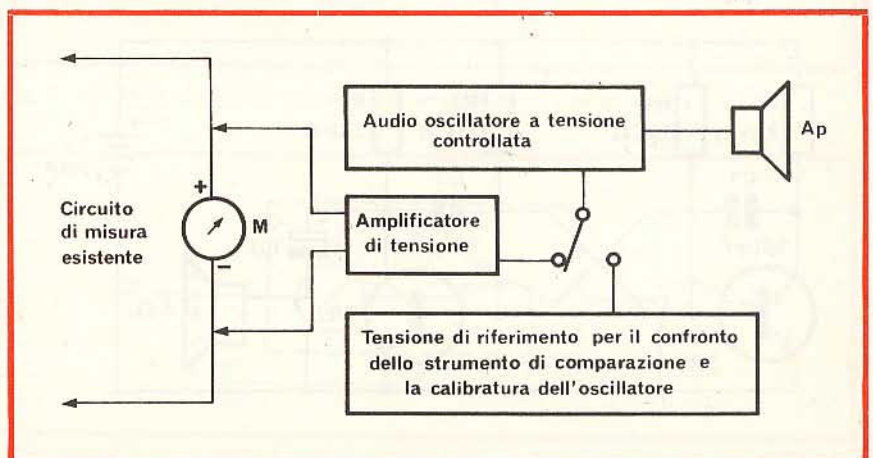 Audio oscillatore a tensione
controllata
Ap
+
Circuito
di misura
esistente
M
Amplificatore
di tensione
−
Tensione di riferimento per il confronto
dello strumento di comparazione e
la calibratura dell'oscillatore